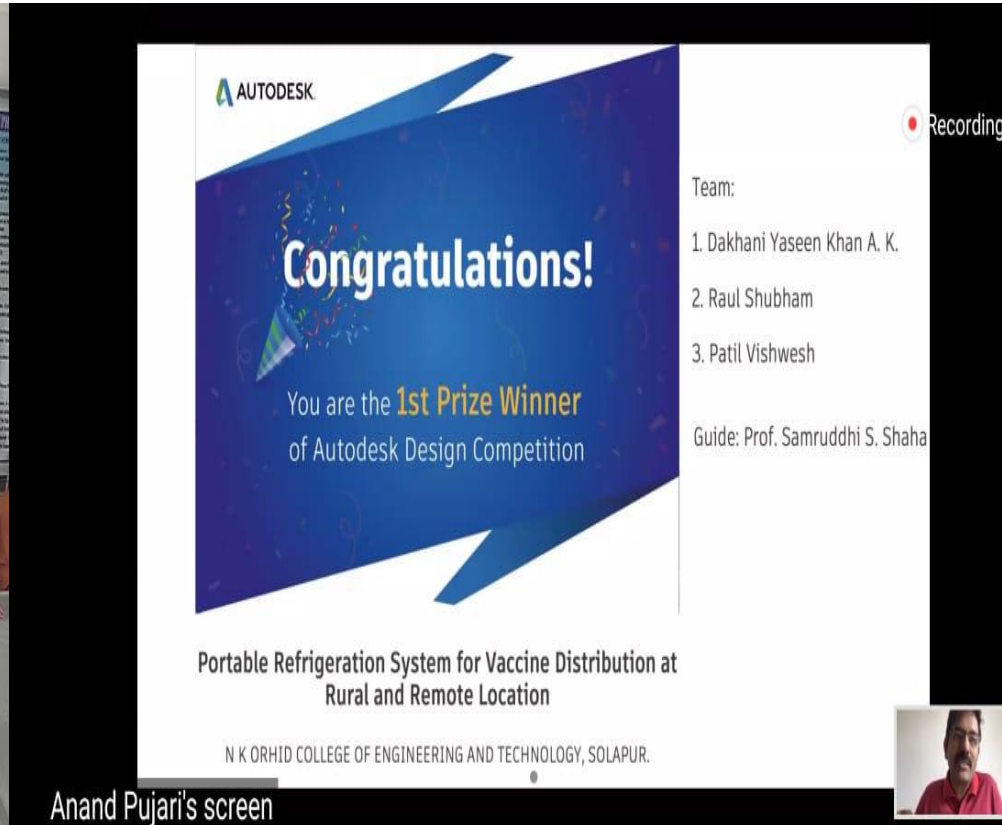 AUTODESK
Recording
Team:
1. Dakhani Yaseen Khan A. K.
2. Raul Shubham
3. Patil Vishwesh
Guide: Prof. Samruddhi S. Shaha
Congratulations!
You are the 1st Prize Winner
of Autodesk Design Competition
Portable Refrigeration System for Vaccine Distribution at
Rural and Remote Location
N K ORHID COLLEGE OF ENGINEERING AND TECHNOLOGY, SOLAPUR.
Anand Pujari's screen